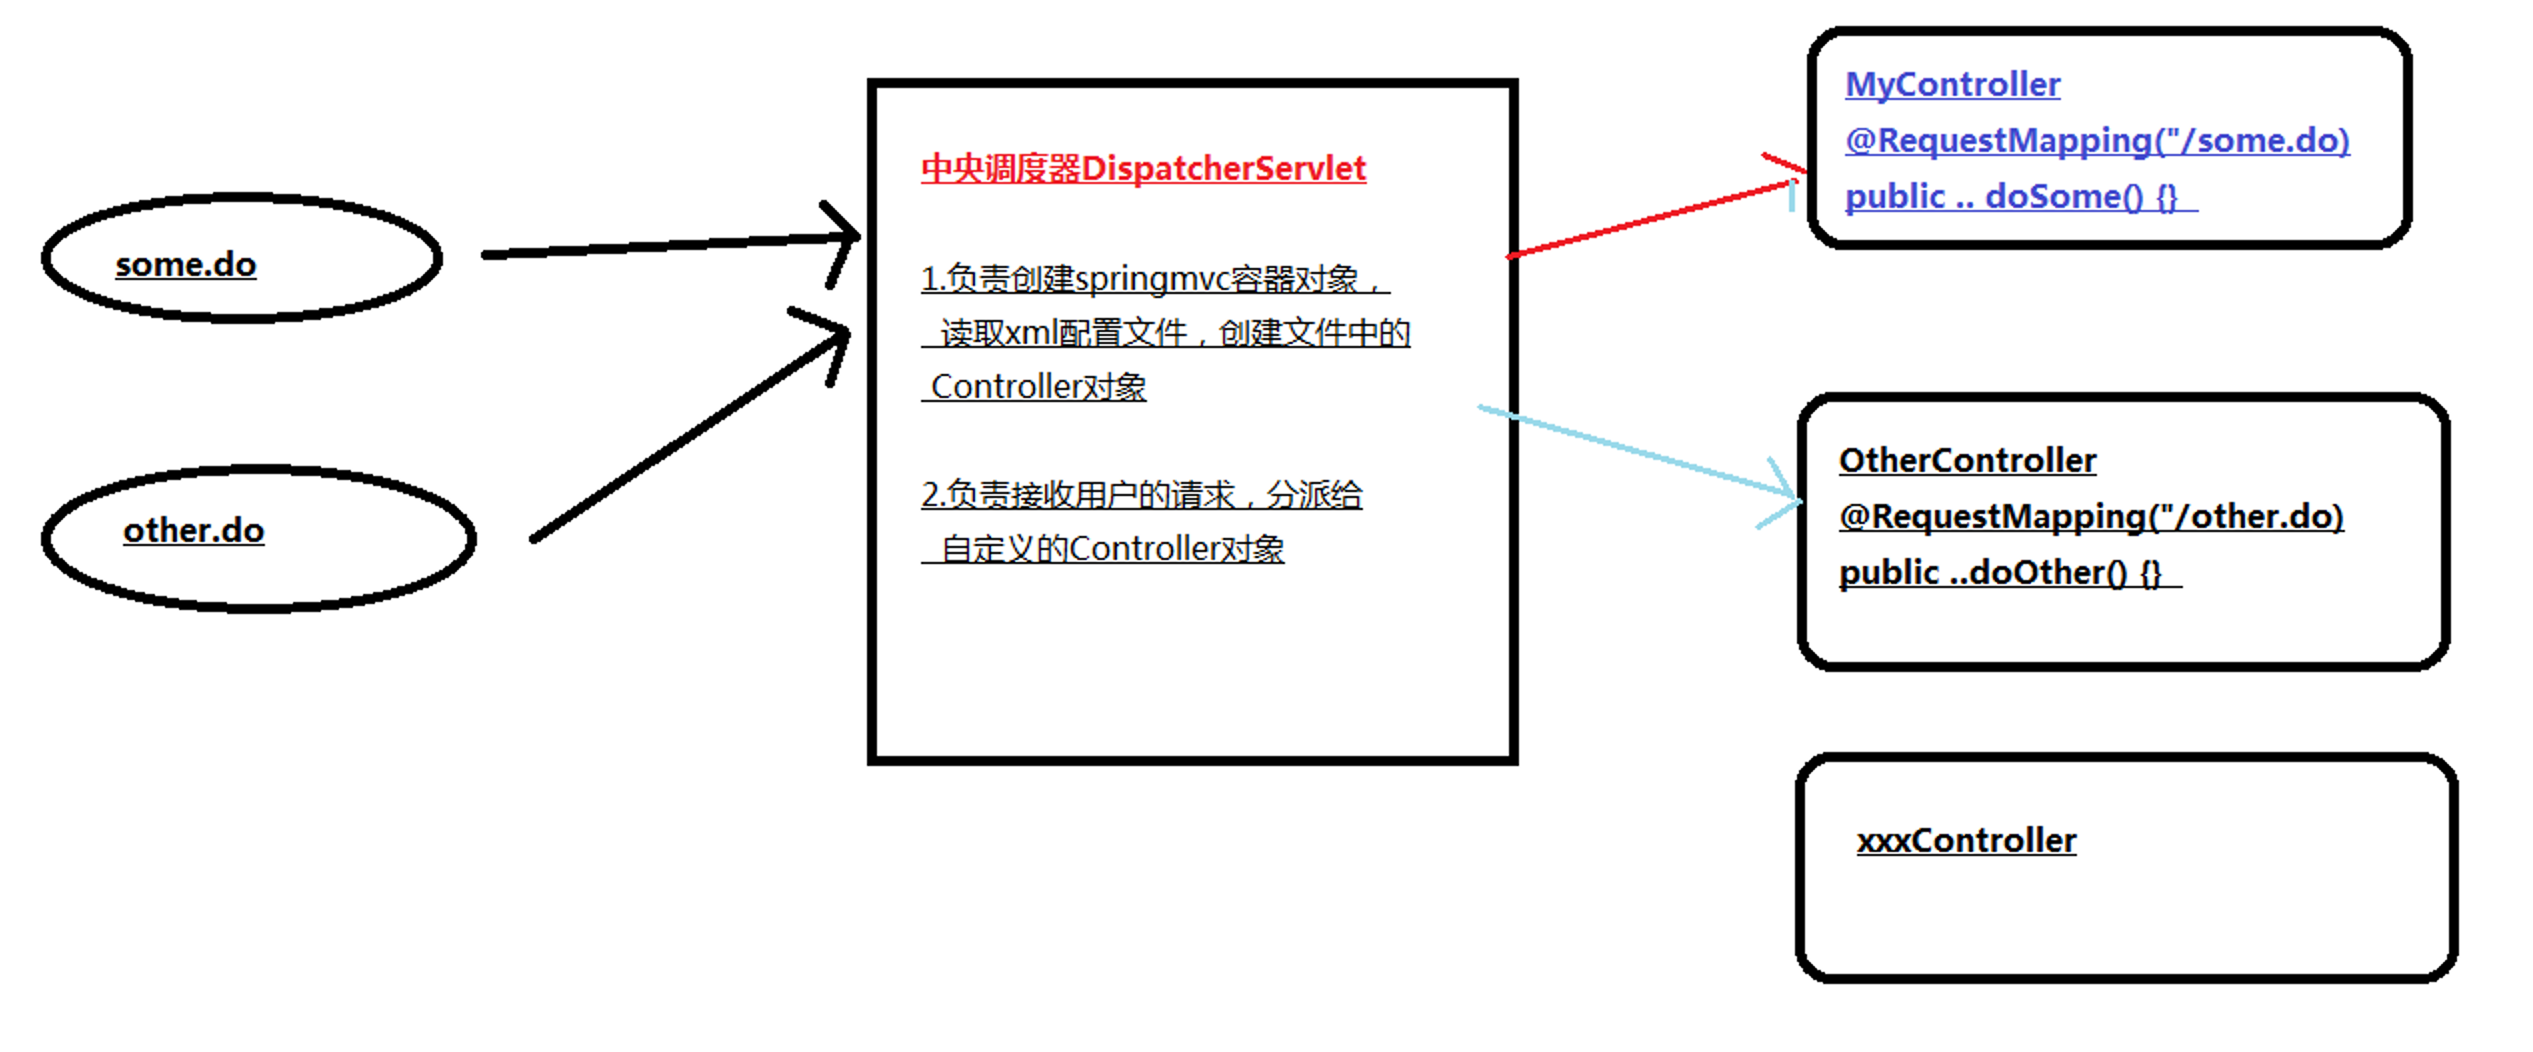 some.do
other.do
中央调度器DispatcherServlet
1.负责创建springmvc容器对象，
读取xml配置文件，创建文件中的
Controller对象
2.负责接收用户的请求，分派给
自定义的Controller对象
MyController
@RequestMapping("/some.do)
public .. doSome() {}
OtherController
@RequestMapping("/other.do)
public ..doOther() {}
xxxController